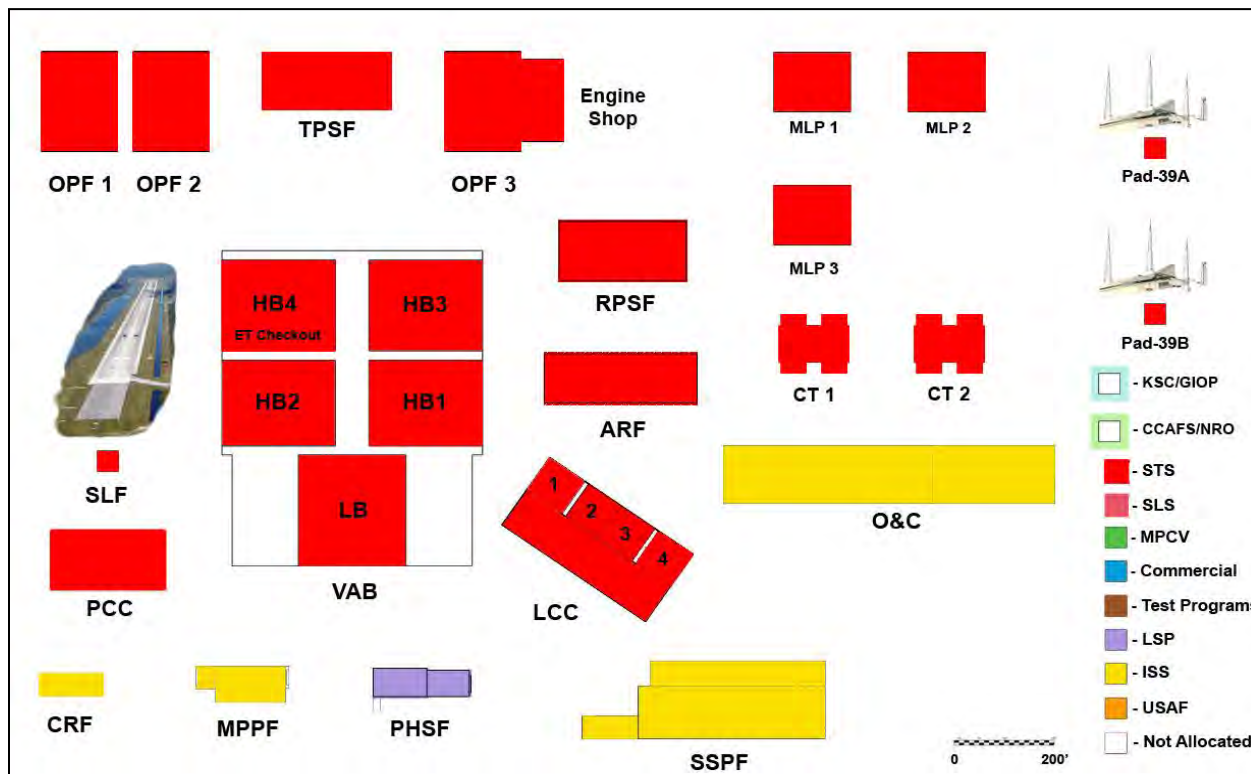 OPF 1
OPF 2
TPSF
OPF 3
Engine
Shop
MLP 1
MLP 2
Pad-39A
MLP 3
Pad-39B
HB4
ET Checkout
HB3
HB2
HB1
LB
VAB
RPSF
ARF
CT 1
CT 2
SLF
PCC
1
2
3
4
LCC
O&C
CRF
MPPF
PHSF
SSPF
- KSC/GIOP
- CCAFS/NRO
- STS
- SLS
- MPCV
- Commercial
- Test Programs
- LSP
- ISS
- USAF
- Not Allocated
0 200'